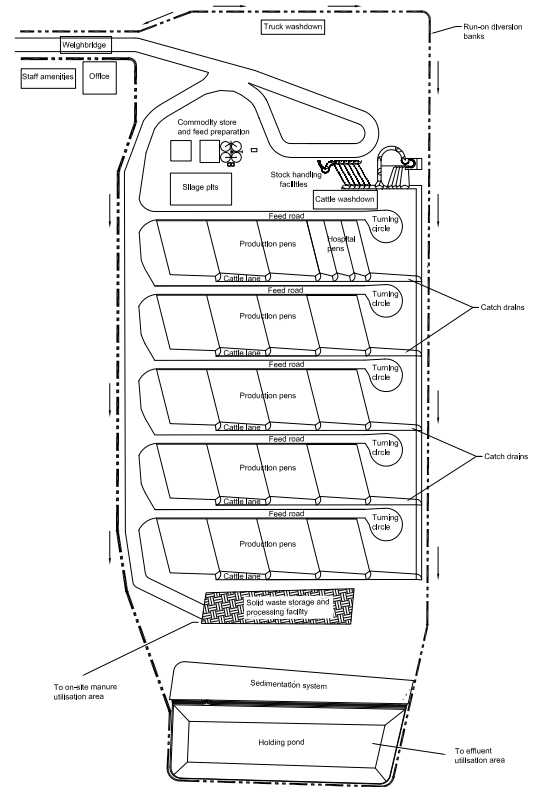 Truck washdown
Run-on diversion
banks
Weighbridge
Staff amenities
Office
Commodity store
and feed preparation
Stock handling
facilities
Silage pits
Cattle washdown
Feed road
Turning
circle
Production pens
Hospital
pens
Cattle lane
Feed road
Turning
circle
Catch drains
Production pens
Cattle lane
Feed road
Turning
circle
Production pens
Cattle lane
Feed road
Turning
circle
Catch drains
Production pens
Cattle lane
Feed road
Turning
circle
Production pens
Cattle lane
Solid waste storage and
processing facility
To on-site manure
utilisation area
Sedimentation system
Holding pond
To effluent
utilisation area